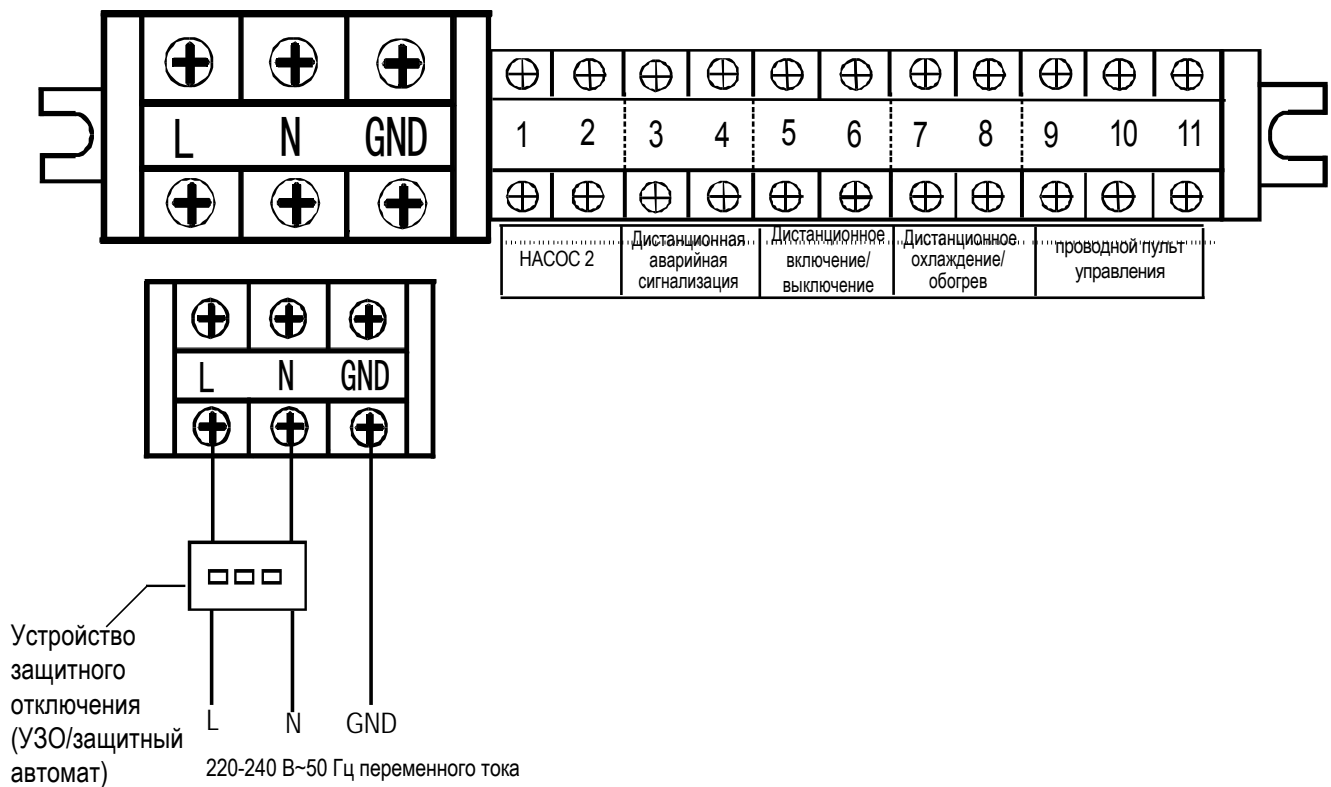 L N GND
1 2 3 4 5 6 7 8 9 10 11
НАСОС 2
Дистанционная
аварийная
сигнализация
Дистанционное
включение/
выключение
Дистанционное
охлаждение/
обогрев
проводной пульт
управления
L N GND
Устройство
защитного
отключения
(УЗО/защитный
автомат)
L N GND
220-240 В~50 Гц переменного тока